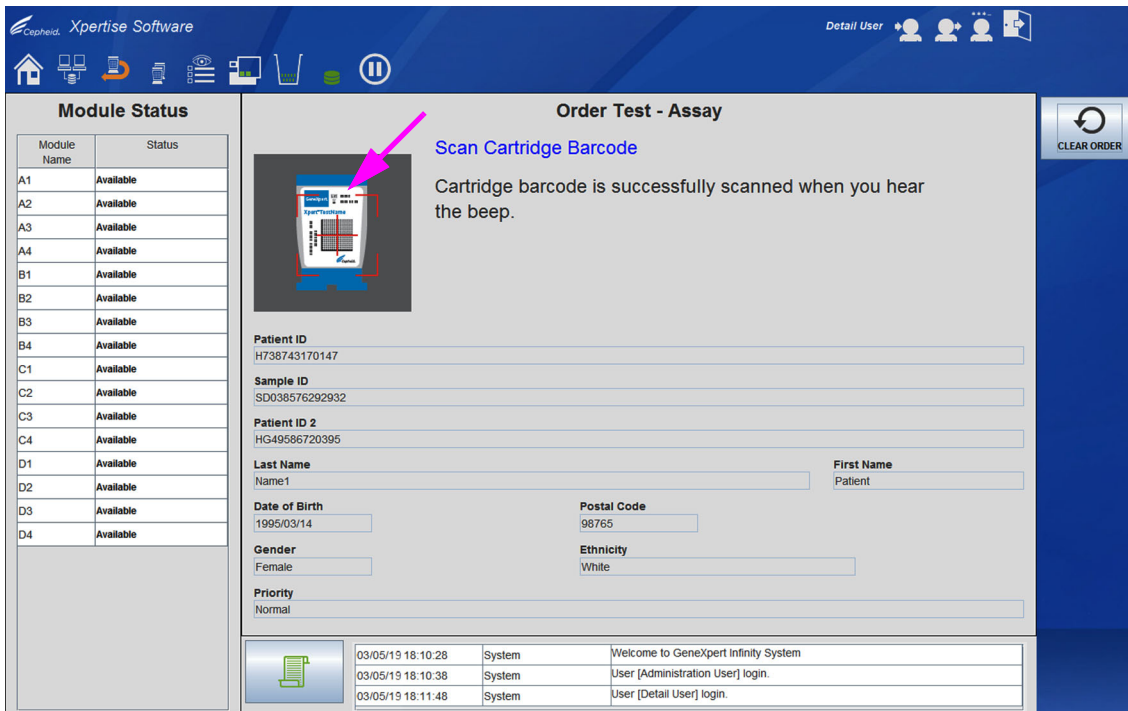 Cepheid. Xpertise Software
Detail User
Module Status
Module Name
Status
A1 Available
A2 Available
A3 Available
A4 Available
B1 Available
B2 Available
B3 Available
B4 Available
C1 Available
C2 Available
C3 Available
C4 Available
D1 Available
D2 Available
D3 Available
D4 Available
Order Test - Assay
Scan Cartridge Barcode
Cartridge barcode is successfully scanned when you hear
the beep.
GeneXpert
Xpert TestName
Cepheid
Patient ID
H738743170147
Sample ID
SD038576292932
Patient ID 2
HG49586720395
Last Name
First Name
Name1
Patient
Date of Birth
Postal Code
1995/03/14
98765
Gender
Ethnicity
Female
White
Priority
Normal
03/05/19 18:10:28 System Welcome to GeneXpert Infinity System
03/05/19 18:10:38 System User [Administration User] login.
03/05/19 18:11:48 System User [Detail User] login.
CLEAR ORDER